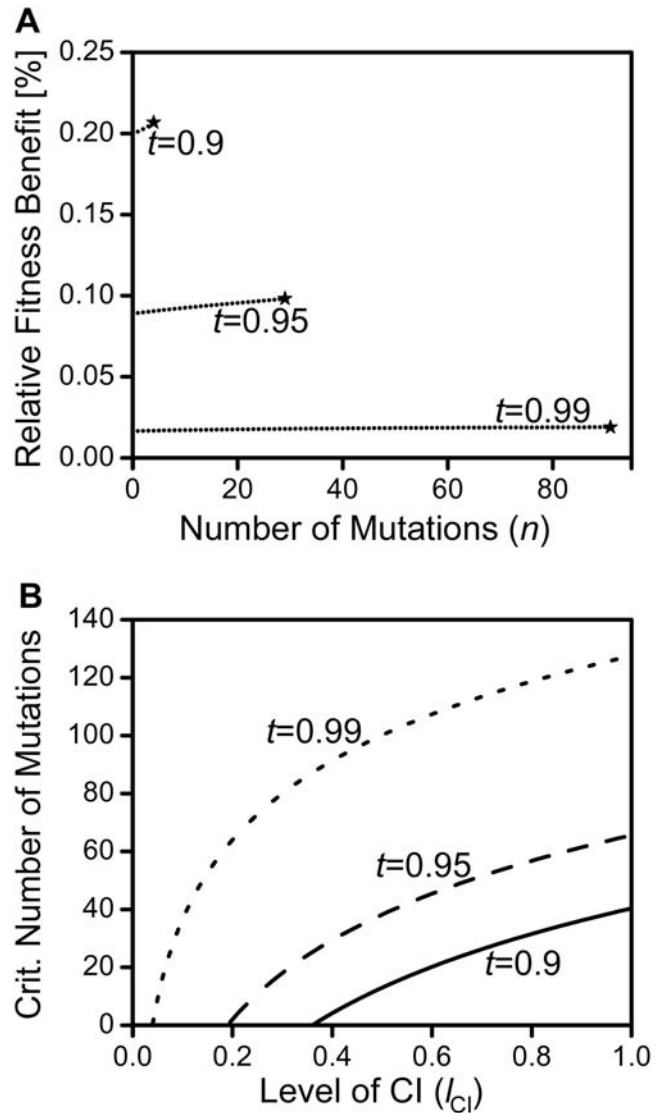 A
Relative Fitness Benefit [%]
0.25
0.20
0.15
0.10
0.05
0.00
t=0.9
t=0.95
t=0.99
0 20 40 60 80
Number of Mutations (n)
B
Crit. Number of Mutations
140
120
100
80
60
40
20
0
t=0.99
t=0.95
t=0.9
0.0 0.2 0.4 0.6 0.8 1.0
Level of CI (lCI)